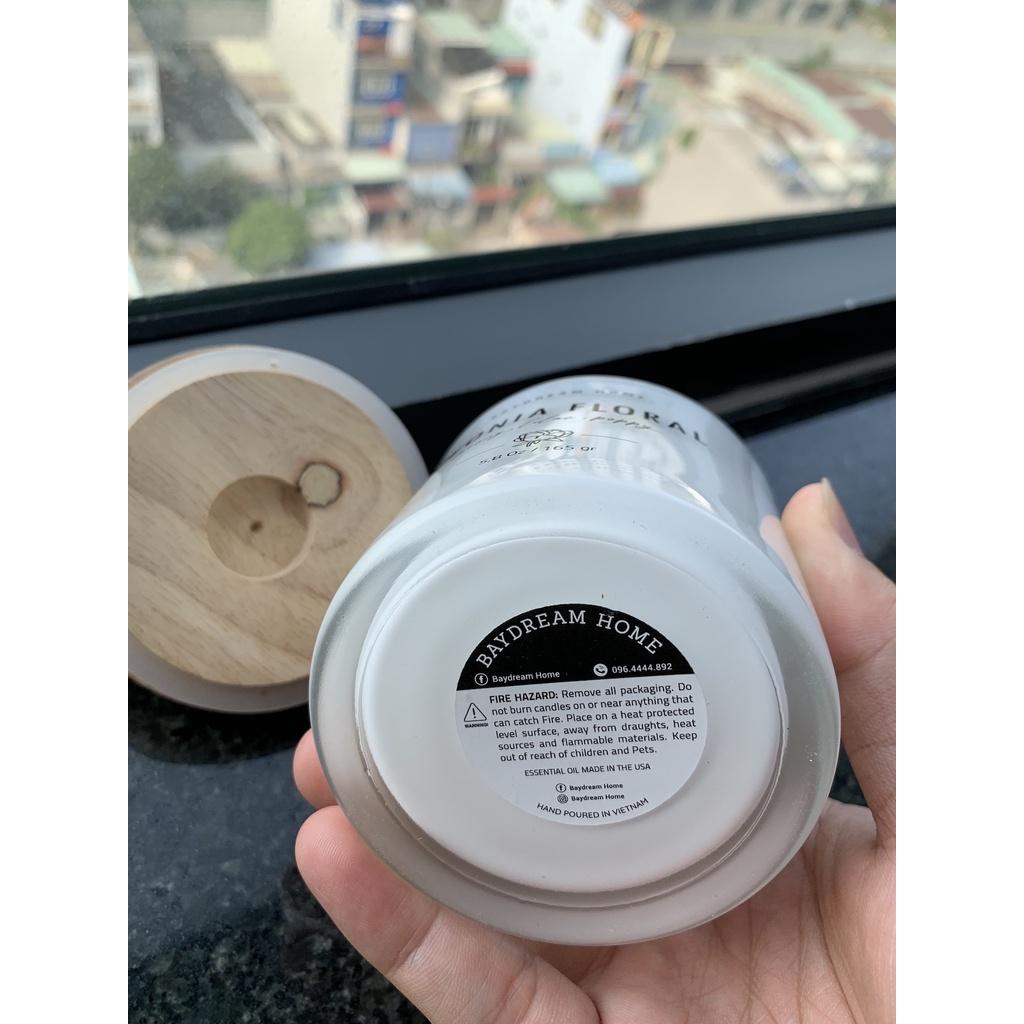 BAYDREAM HOME
FLORAL
5.8 Oz / 165 gr
BAYDREAM HOME
Baydream Home 096.4444.892
FIRE HAZARD: Remove all packaging. Do
not burn candles on or near anything that
can catch Fire. Place on a heat protected
level surface, away from draughts, heat
sources and flammable materials. Keep
out of reach of children and Pets.
WARNING!
ESSENTIAL OIL MADE IN THE USA
Baydream Home
Baydream Home
HAND POURED IN VIETNAM